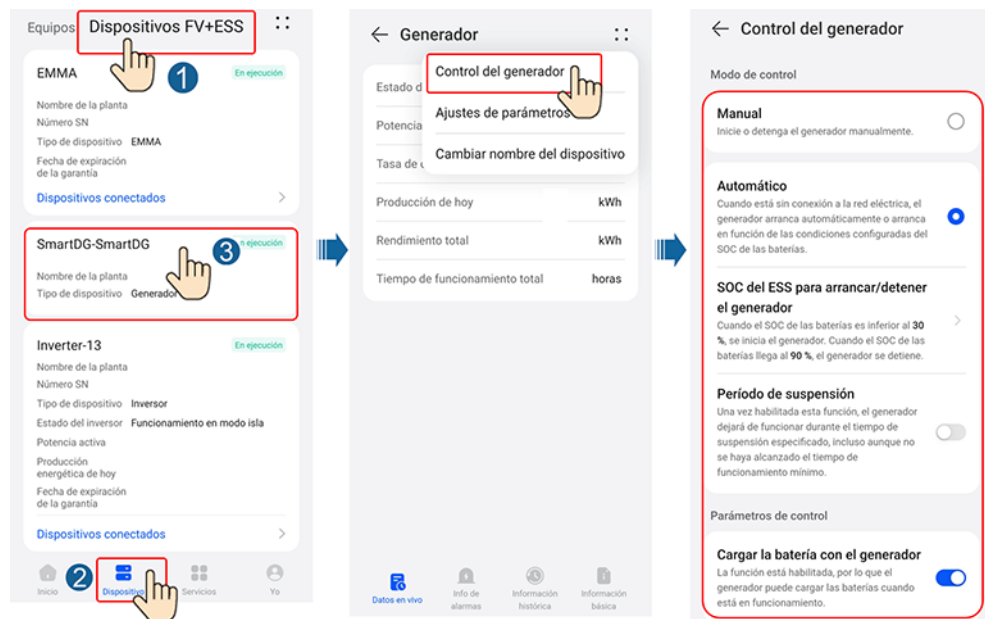 Equipos Dispositivos FV+ESS
1
EMMA
En ejecución
Nombre de la planta
Número SN
Tipo de dispositivo EMMA
Fecha de expiración
de la garantía
Dispositivos conectados
SmartDG-SmartDG
3
n ejecución
Nombre de la planta
Tipo de dispositivo Generador
Inverter-13
En ejecución
Nombre de la planta
Número SN
Tipo de dispositivo Inversor
Estado del inversor Funcionamiento en modo isla
Potencia activa
Producción
energética de hoy
Fecha de expiración
de la garantía
Dispositivos conectados
2
Inicio
Dispositivo
Servicios
Yo
Generador
Control del generador
Ajustes de parámetros
Cambiar nombre del dispositivo
Estado d
Potencia
Tasa de
Producción de hoy kWh
Rendimiento total kWh
Tiempo de funcionamiento total horas
Datos en vivo
Info de
alarmas
Información
histórica
Información
básica
Control del generador
Modo de control
Manual
Inicie o detenga el generador manualmente.
Automático
Cuando está sin conexión a la red eléctrica, el
generador arranca automáticamente o arranca
en función de las condiciones configuradas del
SOC de las baterías.
SOC del ESS para arrancar/detener
el generador
Cuando el SOC de las baterías es inferior al 30
%, se inicia el generador. Cuando el SOC de las
baterías llega al 90 %, el generador se detiene.
Período de suspensión
Una vez habilitada esta función, el generador
dejará de funcionar durante el tiempo de
suspensión especificado, incluso aunque no
se haya alcanzado el tiempo de
funcionamiento mínimo.
Parámetros de control
Cargar la batería con el generador
La función está habilitada, por lo que el
generador puede cargar las baterías cuando
está en funcionamiento.